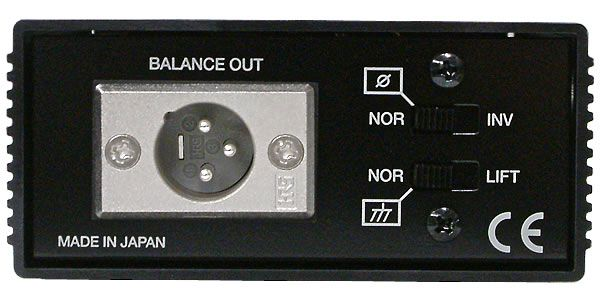 BALANCE OUT
NOR INV
NOR LIFT
MADE IN JAPAN
CE